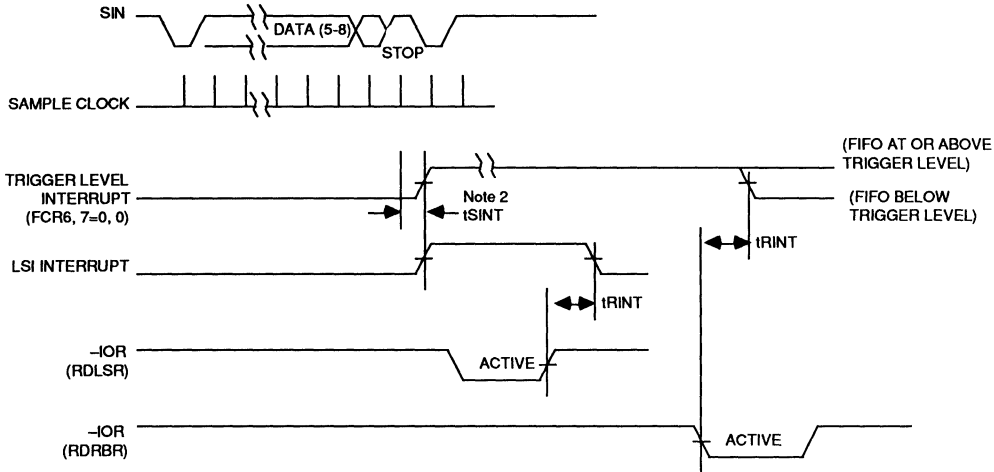 SIN
DATA (5-8)
STOP
SAMPLE CLOCK
(FIFO AT OR ABOVE
TRIGGER LEVEL)
TRIGGER LEVEL
INTERRUPT
(FCR6, 7=0, 0)
Note 2
tSINT
(FIFO BELOW
TRIGGER LEVEL)
tRINT
LSI INTERRUPT
tRINT
–IOR
(RDLSR)
ACTIVE
–IOR
(RDRBR)
ACTIVE